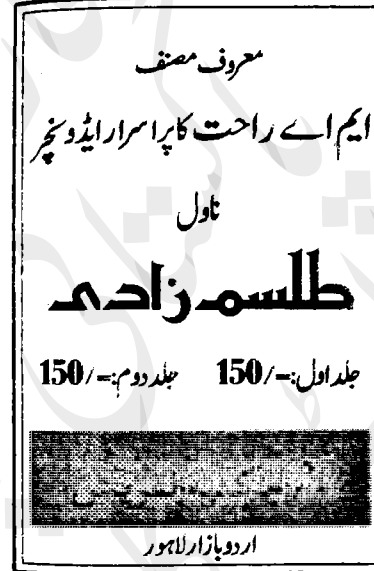 معروف مصنف
ایم اے راحت کا پراسرار ایڈونچر
ناول
طلسم زادی
جلد اول:=/150 جلد دوم:=/150
اردو بازار لاہور